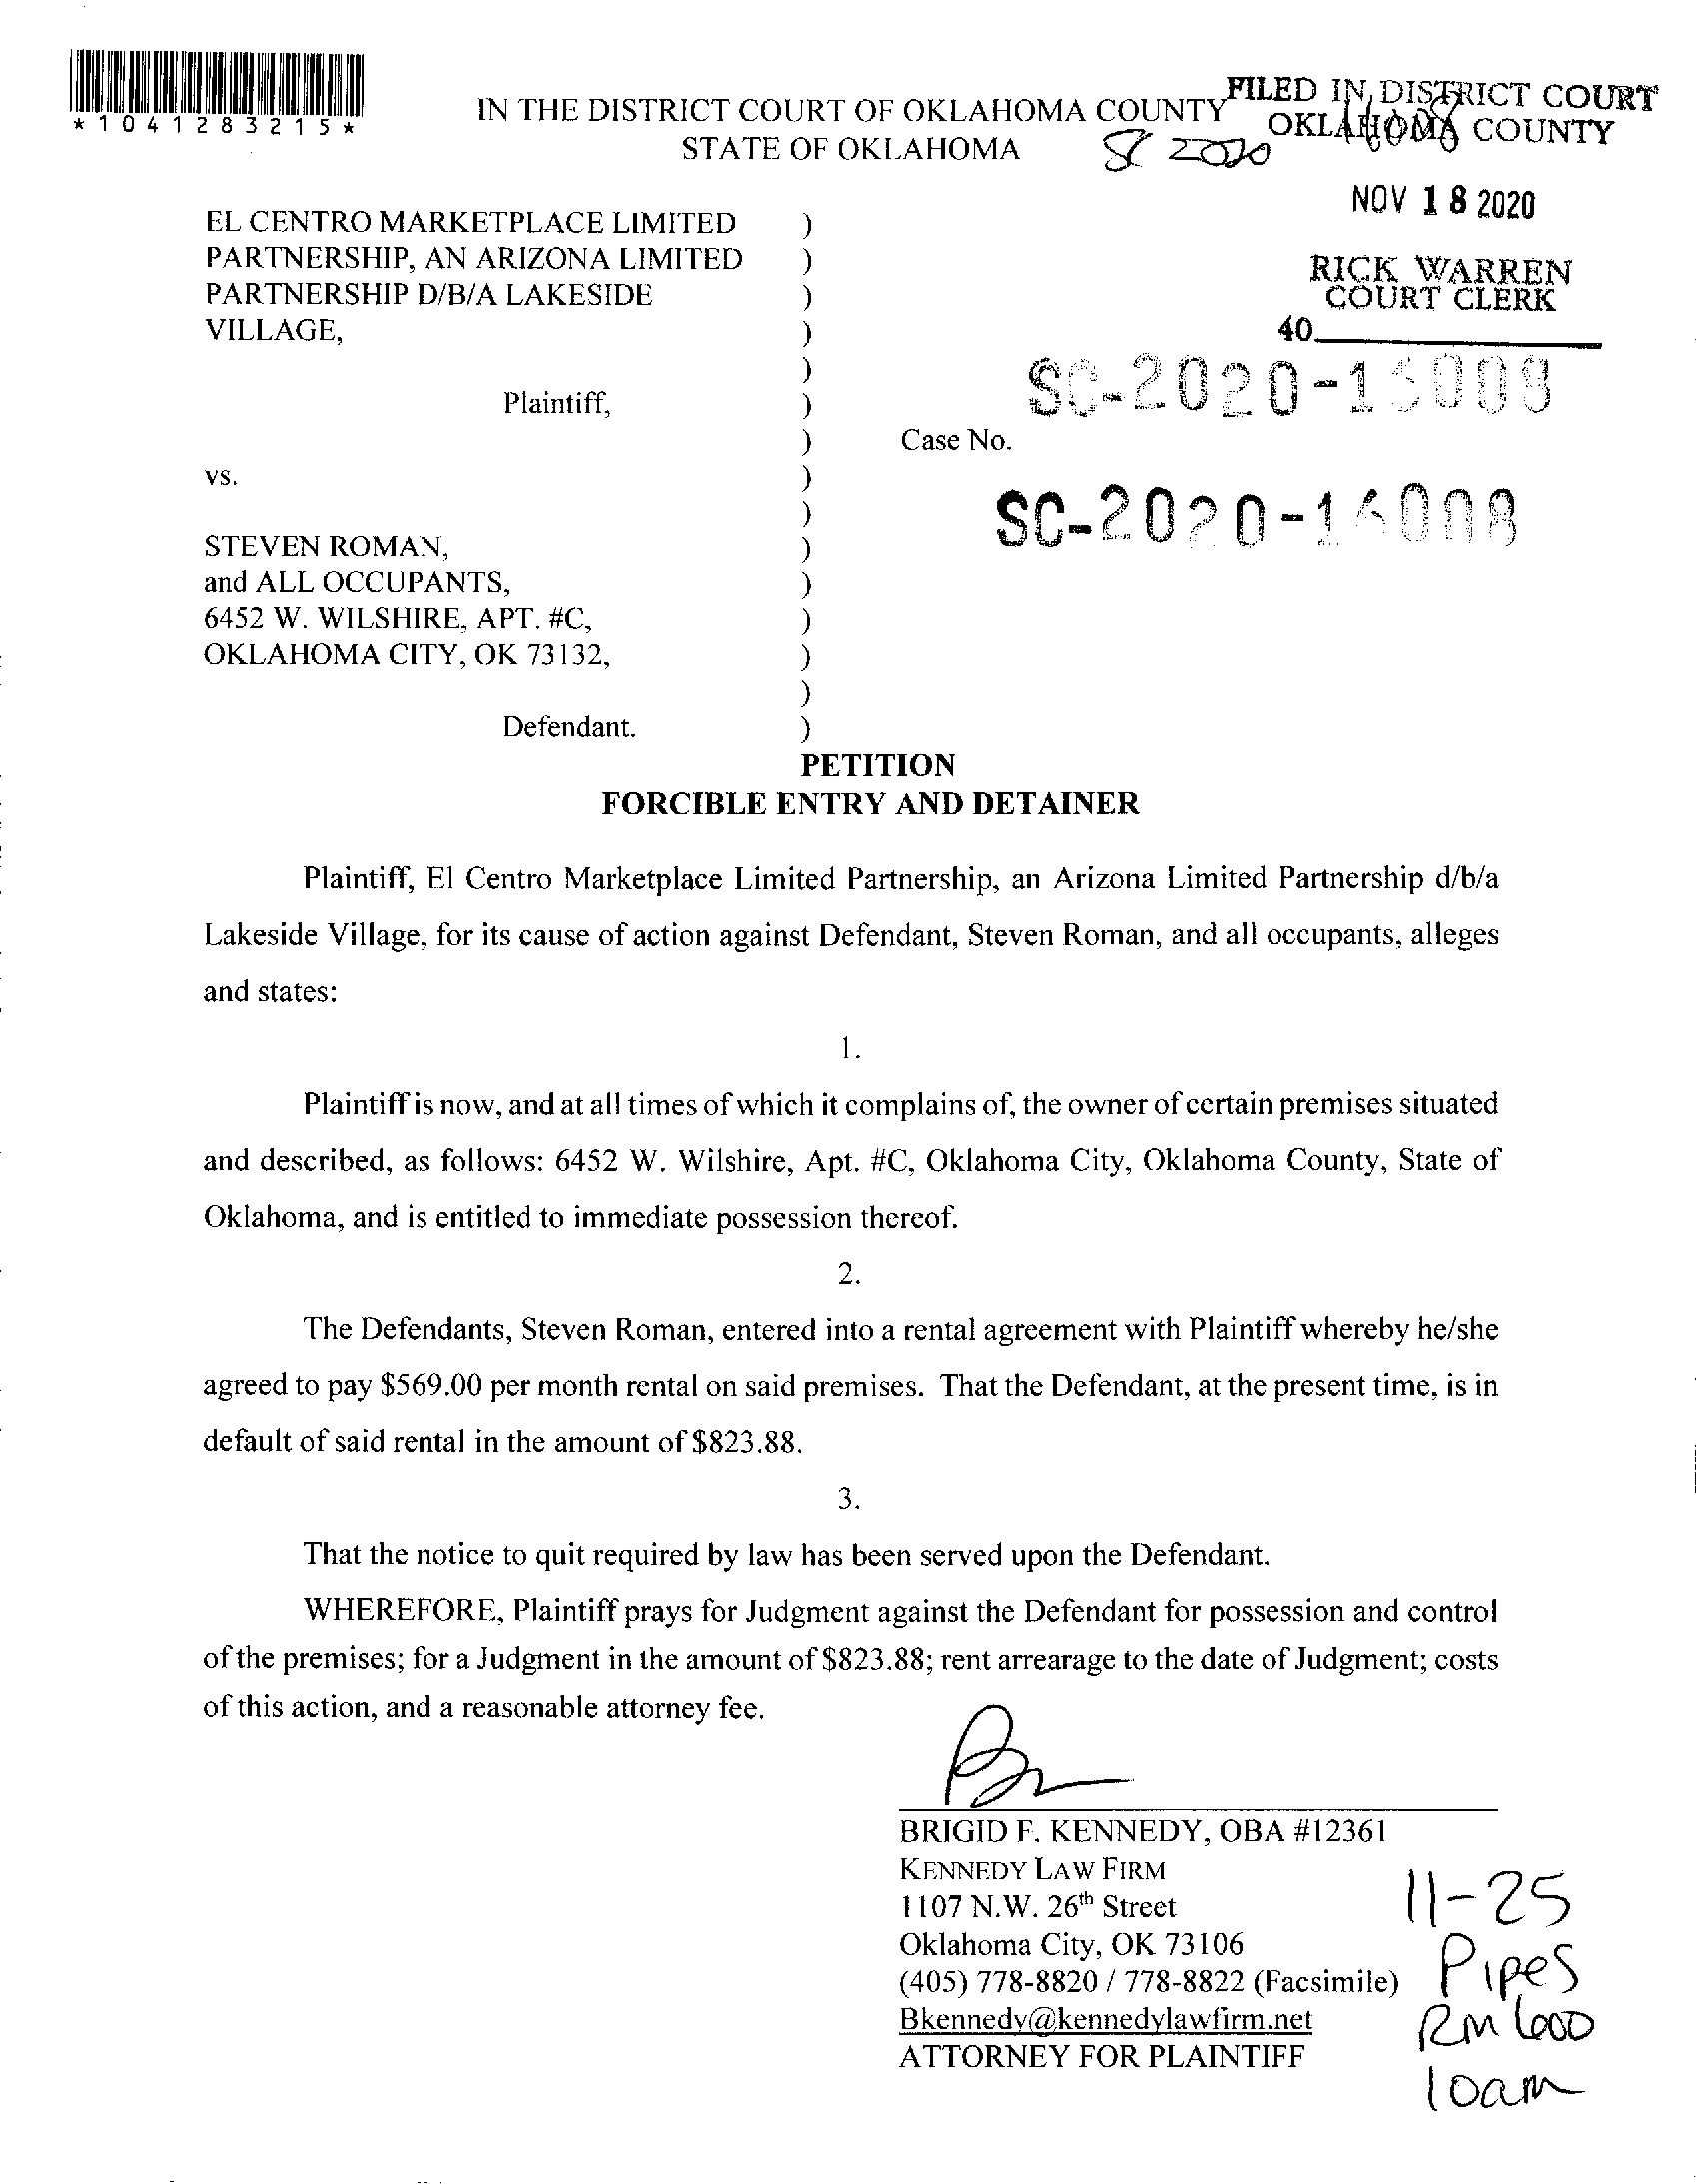 *1041283215*
IN THE DISTRICT COURT OF OKLAHOMA COUNTY
STATE OF OKLAHOMA
FILED IN DISTRICT COURT
OKLAHOMA COUNTY
2020
NOV 18 2020
RICK WARREN
COURT CLERK
40
EL CENTRO MARKETPLACE LIMITED )
PARTNERSHIP, AN ARIZONA LIMITED )
PARTNERSHIP D/B/A LAKESIDE )
VILLAGE, )
)
Plaintiff, )
) Case No.
vs. )
)
STEVEN ROMAN, )
and ALL OCCUPANTS, )
6452 W. WILSHIRE, APT. #C, )
OKLAHOMA CITY, OK 73132, )
)
Defendant. )
PETITION
FORCIBLE ENTRY AND DETAINER
Plaintiff, El Centro Marketplace Limited Partnership, an Arizona Limited Partnership d/b/a
Lakeside Village, for its cause of action against Defendant, Steven Roman, and all occupants, alleges
and states:
1.
Plaintiff is now, and at all times of which it complains of, the owner of certain premises situated
and described, as follows: 6452 W. Wilshire, Apt. #C, Oklahoma City, Oklahoma County, State of
Oklahoma, and is entitled to immediate possession thereof.
2.
The Defendants, Steven Roman, entered into a rental agreement with Plaintiff whereby he/she
agreed to pay $569.00 per month rental on said premises. That the Defendant, at the present time, is in
default of said rental in the amount of $823.88.
3.
That the notice to quit required by law has been served upon the Defendant.
WHEREFORE, Plaintiff prays for Judgment against the Defendant for possession and control
of the premises; for a Judgment in the amount of $823.88; rent arrearage to the date of Judgment; costs
of this action, and a reasonable attorney fee.
BRIGID F. KENNEDY, OBA #12361
KENNEDY LAW FIRM
1107 N.W. 26th Street
Oklahoma City, OK 73106
(405) 778-8820 / 778-8822 (Facsimile)
Bkennedy@kennedylawfirm.net
ATTORNEY FOR PLAINTIFF
11-25
Pipes
RM 600
10am